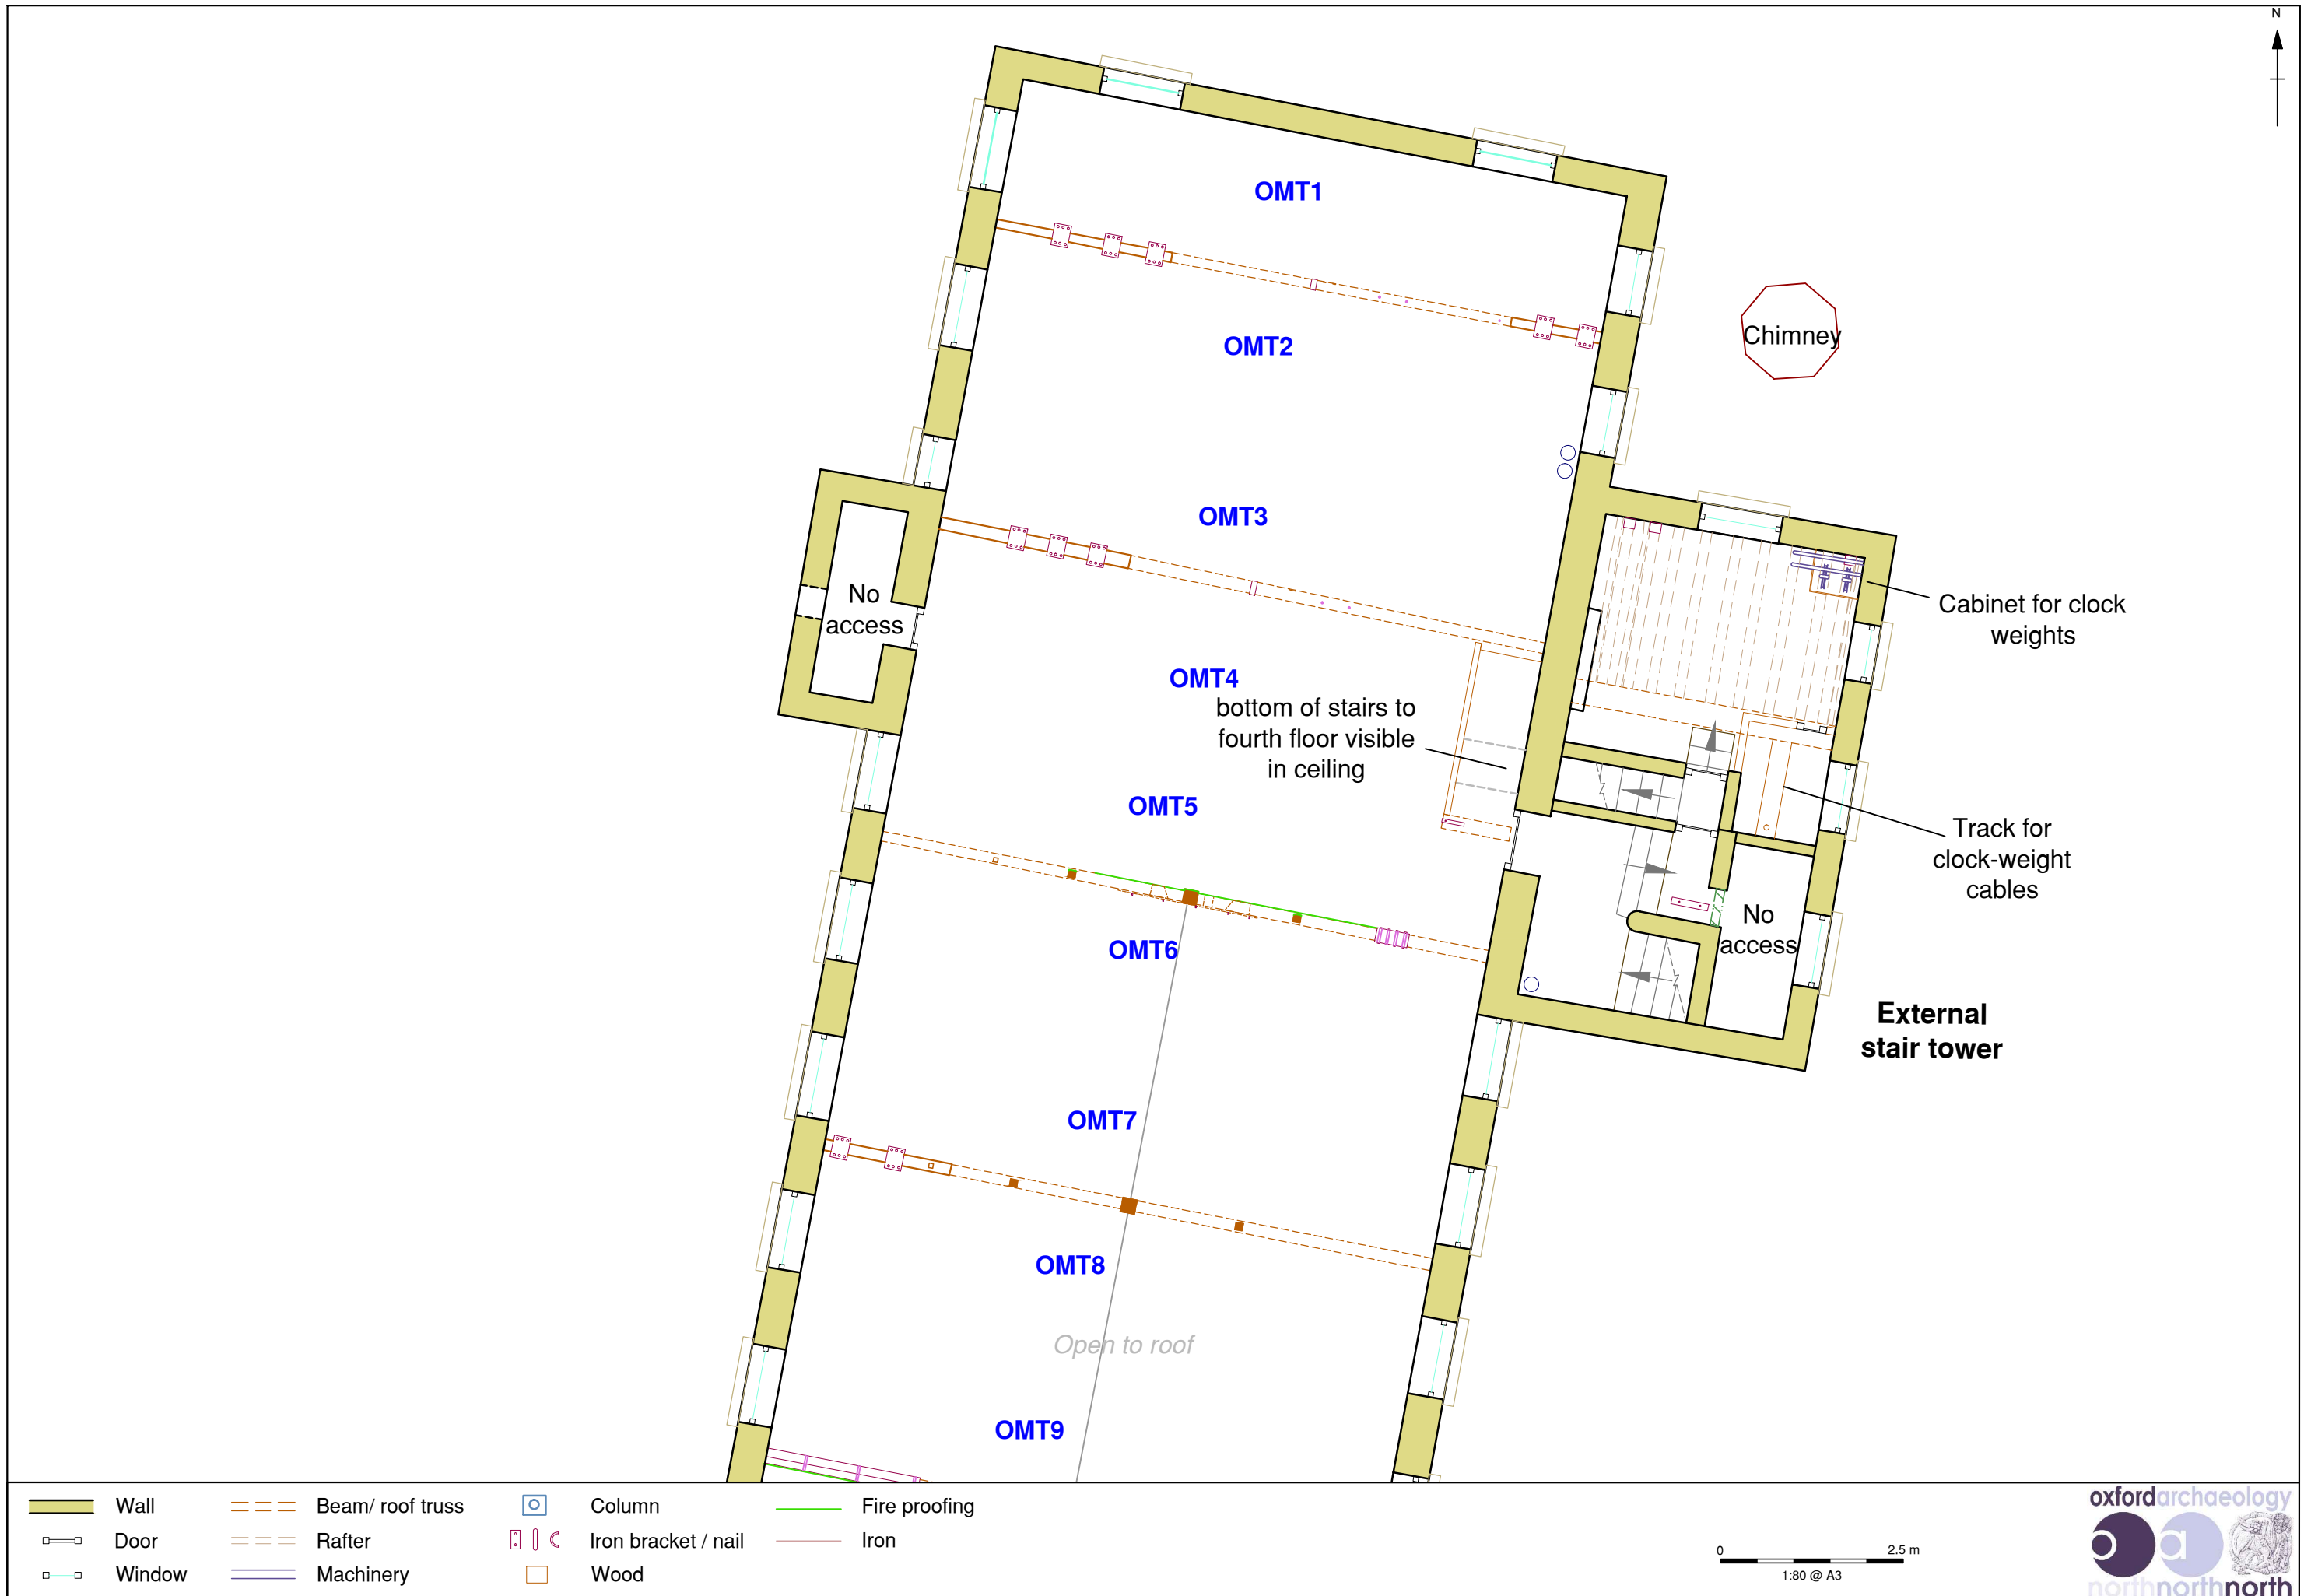 N
OMT1
OMT2
Chimney
OMT3
No
access
Cabinet for clock
weights
OMT4
bottom of stairs to
fourth floor visible
in ceiling
OMT5
Track for
clock-weight
cables
No
access
OMT6
External
stair tower
OMT7
OMT8
Open to roof
OMT9
Wall
Door
Window
Beam/ roof truss
Rafter
Machinery
Column
Iron bracket / nail
Wood
Fire proofing
Iron
0 2.5 m
1:80 @ A3
oxfordarchaeology
oa
northnorthnorth